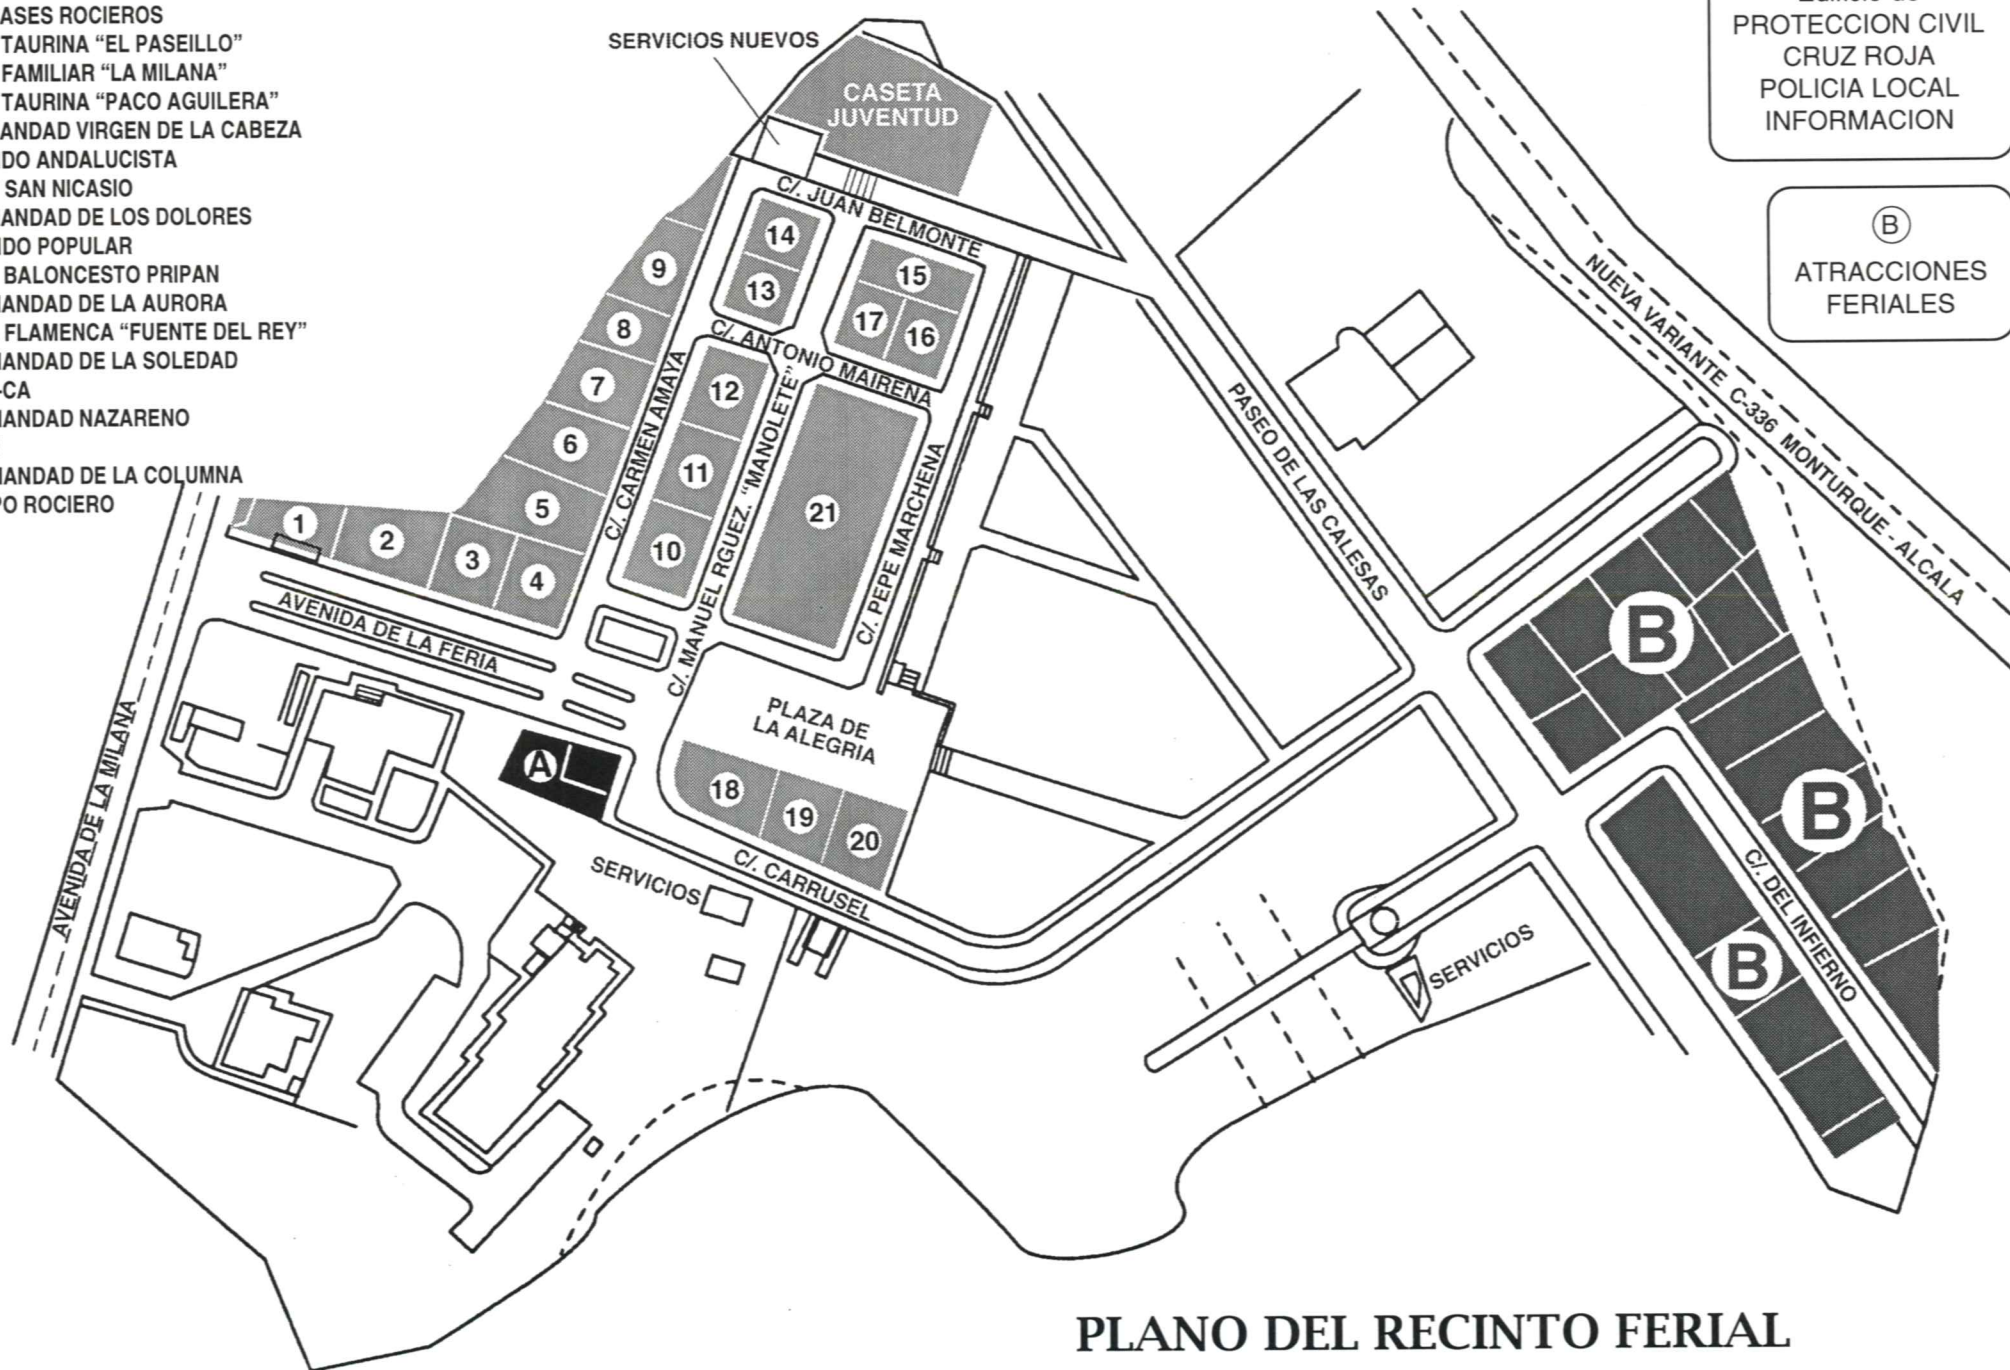 ASES ROCIEROS
TAURINA “EL PASEILLO”
FAMILIAR “LA MILANA”
TAURINA “PACO AGUILERA”
ANDAD VIRGEN DE LA CABEZA
DO ANDALUCISTA
SAN NICASIO
ANDAD DE LOS DOLORES
DO POPULAR
BALONCESTO PRIPAN
ANDAD DE LA AURORA
FLAMENCA “FUENTE DEL REY”
ANDAD DE LA SOLEDAD
-CA
ANDAD NAZARENO
ANDAD DE LA COLUMNA
PO ROCIERO
PROTECCION CIVIL
CRUZ ROJA
POLICIA LOCAL
INFORMACION
B
ATRACCIONES
FERIALES
SERVICIOS NUEVOS
CASETA
JUVENTUD
C/. JUAN BELMONTE
14
13
15
17
16
9
8
7
6
5
C/. ANTONIO MAIRENA
C/. CARMEN AMAYA
12
11
10
C/. MANUEL RGUEZ. “MANOLETE”
21
C/. PEPE MARCHENA
PASEO DE LAS CALESAS
NUEVA VARIANTE C-336 MONTURQUE - ALCALA
1
2
3
4
AVENIDA DE LA FERIA
AVENIDA DE LA MILANA
PLAZA DE
LA ALEGRIA
A
18
19
20
C/. CARRUSEL
SERVICIOS
SERVICIOS
B
B
B
C/. DEL INFIERNO
PLANO DEL RECINTO FERIAL